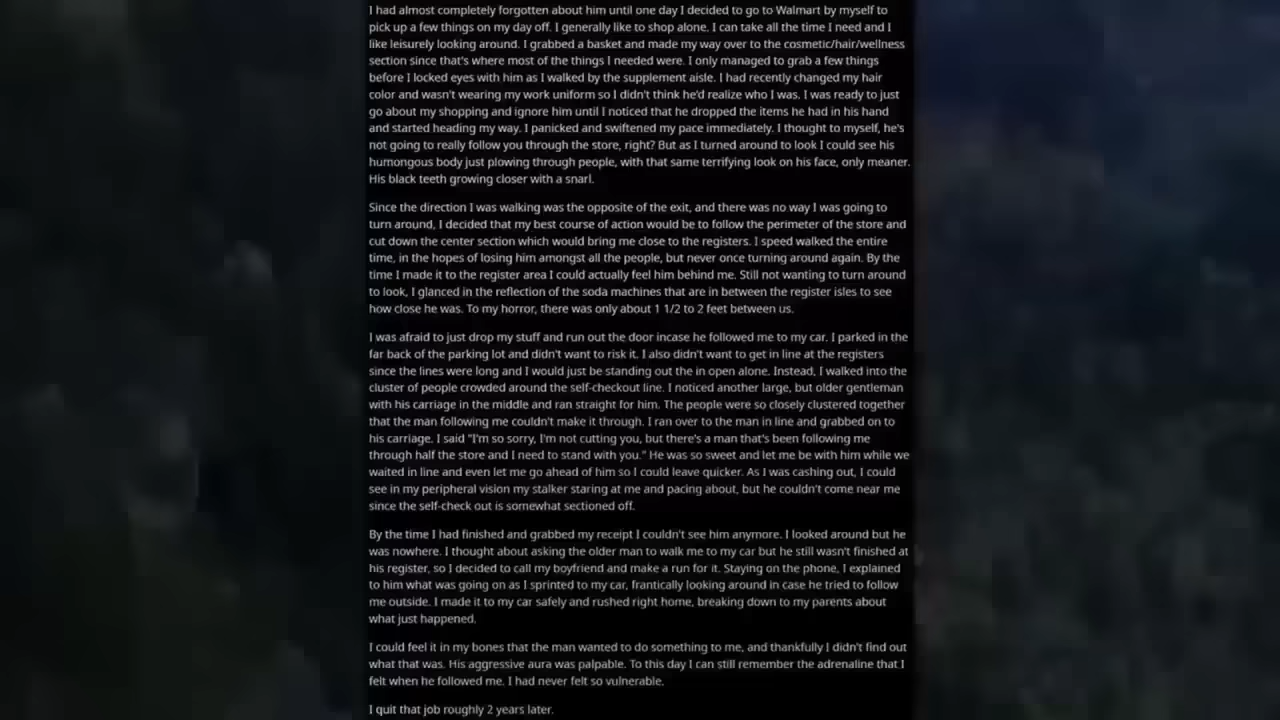 I had almost completely forgotten about him until one day I decided to go to Walmart by myself to
pick up a few things on my day off. I generally like to shop alone. I can take all the time I need and I
like leisurely looking around. I grabbed a basket and made my way over to the cosmetic/hair/wellness
section since that's where most of the things I needed were. I only managed to grab a few things
before I locked eyes with him as I walked by the supplement aisle. I had recently changed my hair
color and wasn't wearing my work uniform so I didn't think he'd realize who I was. I was ready to just
go about my shopping and ignore him until I noticed that he dropped the items he had in his hand
and started heading my way. I panicked and swiftened my pace immediately. I thought to myself, he's
not going to really follow you through the store, right? But as I turned around to look I could see his
humongous body just plowing through people, with that same terrifying look on his face, only meaner.
His black teeth growing closer with a snarl.
Since the direction I was walking was the opposite of the exit, and there was no way I was going to
turn around, I decided that my best course of action would be to follow the perimeter of the store and
cut down the center section which would bring me close to the registers. I speed walked the entire
time, in the hopes of losing him amongst all the people, but never once turning around again. By the
time I made it to the register area I could actually feel him behind me. Still not wanting to turn around
to look, I glanced in the reflection of the soda machines that are in between the register isles to see
how close he was. To my horror, there was only about 1 1/2 to 2 feet between us.
I was afraid to just drop my stuff and run out the door incase he followed me to my car. I parked in the
far back of the parking lot and didn't want to risk it. I also didn't want to get in line at the registers
since the lines were long and I would just be standing out the in open alone. Instead, I walked into the
cluster of people crowded around the self-checkout line. I noticed another large, but older gentleman
with his carriage in the middle and ran straight for him. The people were so closely clustered together
that the man following me couldn't make it through. I ran over to the man in line and grabbed on to
his carriage. I said "I'm so sorry, I'm not cutting you, but there's a man that's been following me
through half the store and I need to stand with you." He was so sweet and let me be with him while we
waited in line and even let me go ahead of him so I could leave quicker. As I was cashing out, I could
see in my peripheral vision my stalker staring at me and pacing about, but he couldn't come near me
since the self-check out is somewhat sectioned off.
By the time I had finished and grabbed my receipt I couldn't see him anymore. I looked around but he
was nowhere. I thought about asking the older man to walk me to my car but he still wasn't finished at
his register, so I decided to call my boyfriend and make a run for it. Staying on the phone, I explained
to him what was going on as I sprinted to my car, frantically looking around in case he tried to follow
me outside. I made it to my car safely and rushed right home, breaking down to my parents about
what just happened.
I could feel it in my bones that the man wanted to do something to me, and thankfully I didn't find out
what that was. His aggressive aura was palpable. To this day I can still remember the adrenaline that I
felt when he followed me. I had never felt so vulnerable.
I quit that job roughly 2 years later.